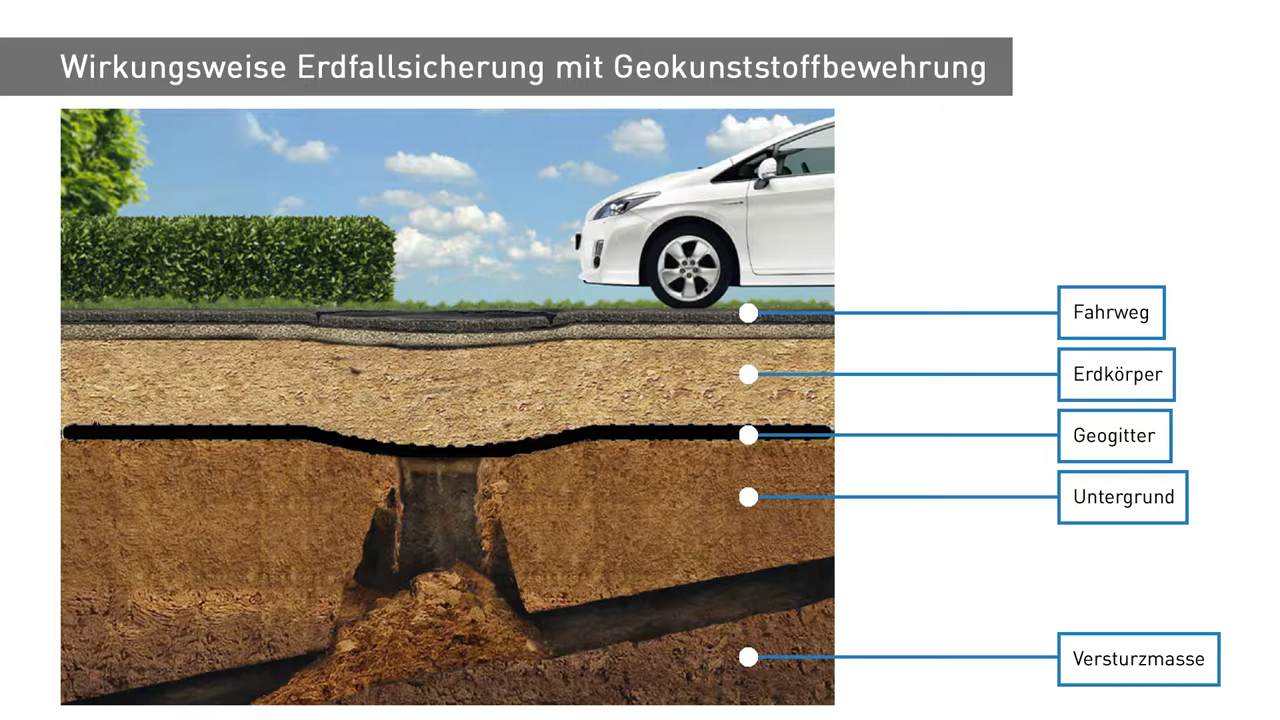 Wirkungsweise Erdfallsicherung mit Geokunststoffbewehrung
Fahrweg
Erdkörper
Geogitter
Untergrund
Versturzmasse